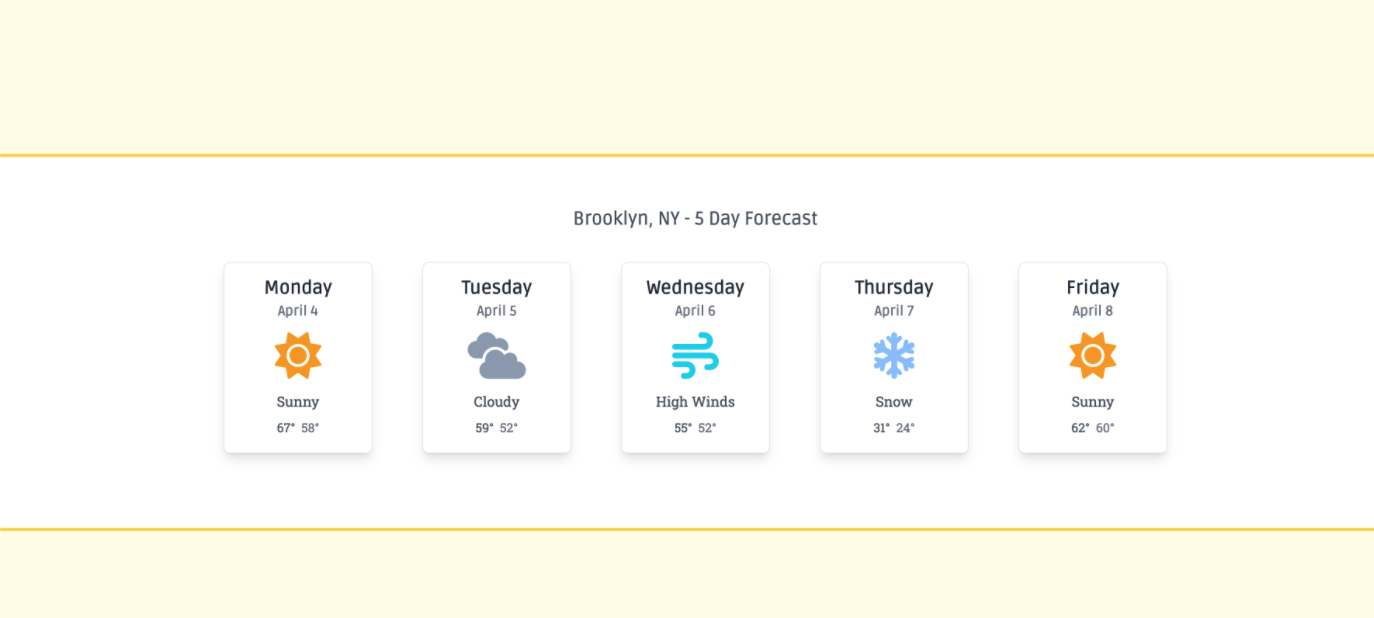 Brooklyn, NY - 5 Day Forecast
Monday
April 4
Sunny
67° 58°
Tuesday
April 5
Cloudy
59° 52°
Wednesday
April 6
High Winds
55° 52°
Thursday
April 7
Snow
31° 24°
Friday
April 8
Sunny
62° 60°